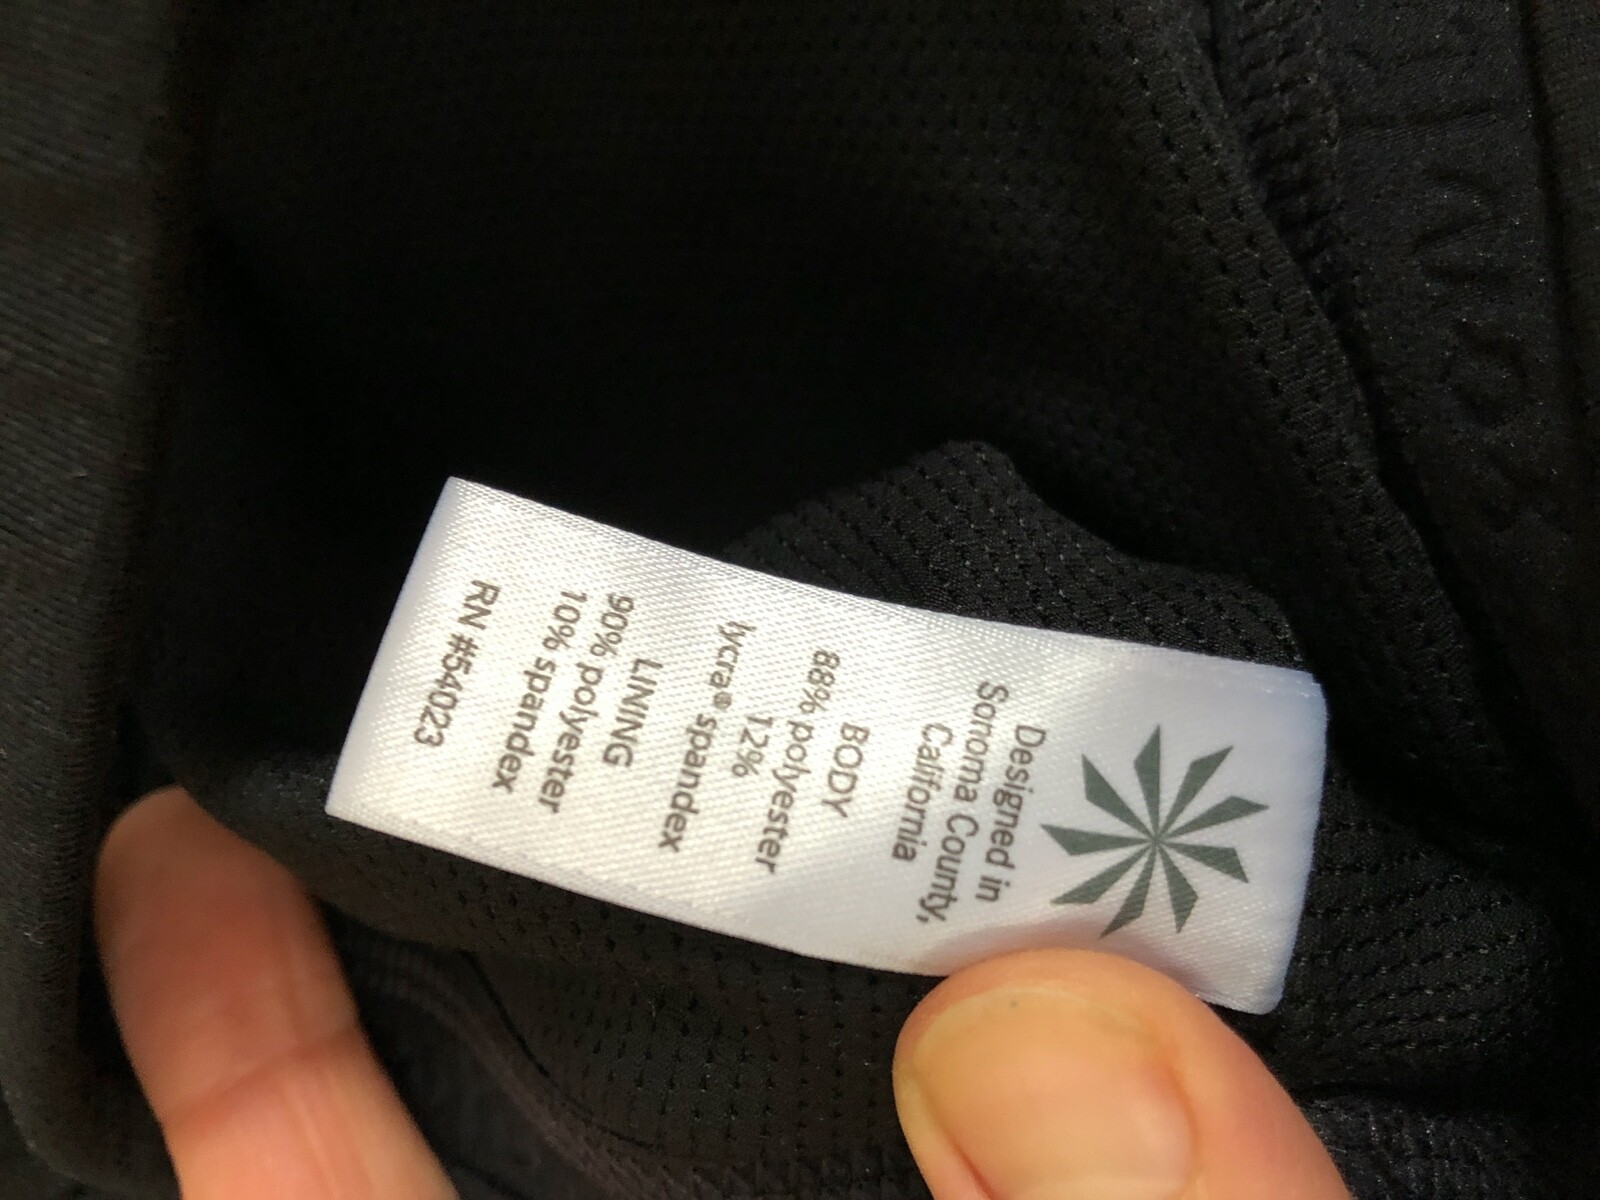 Designed in
Sonoma County,
California
BODY
88% polyester
12%
lycra® spandex
LINING
90% polyester
10% spandex
RN #54023